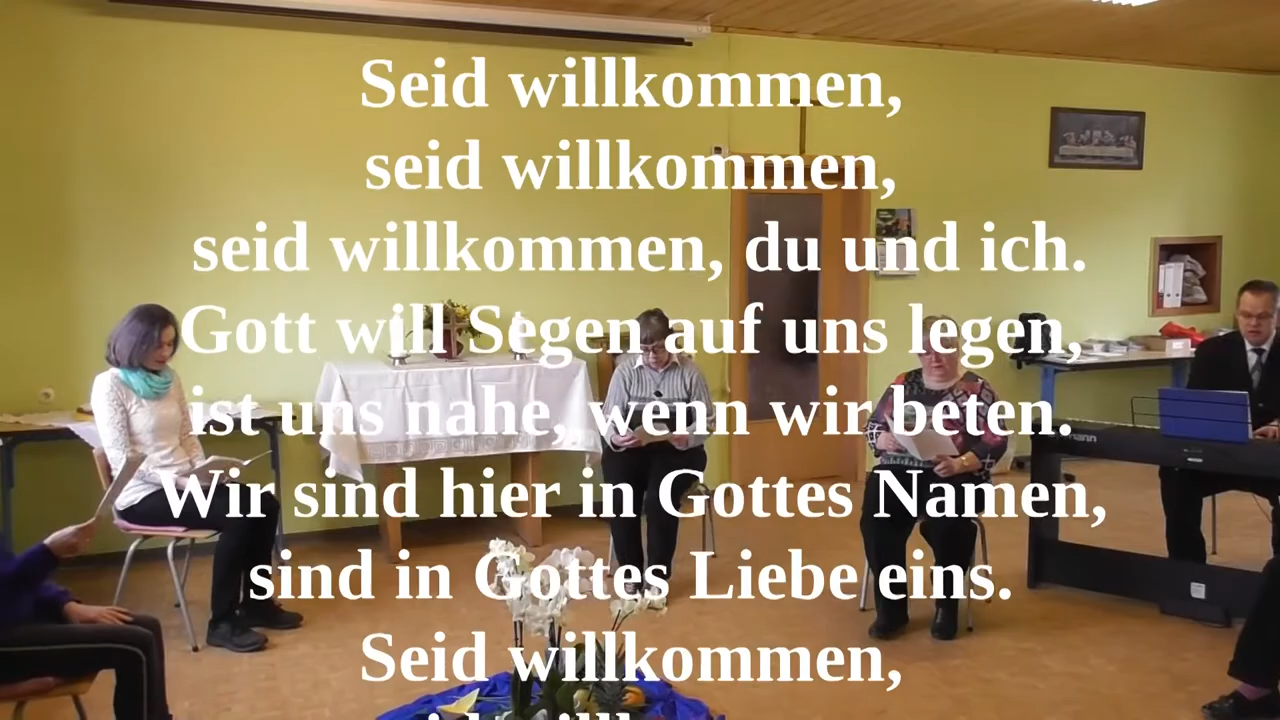 Seid willkommen,
seid willkommen,
seid willkommen, du und ich.
Gott will Segen auf uns legen,
ist uns nahe, wenn wir beten.
Wir sind hier in Gottes Namen,
sind in Gottes Liebe eins.
Seid willkommen,